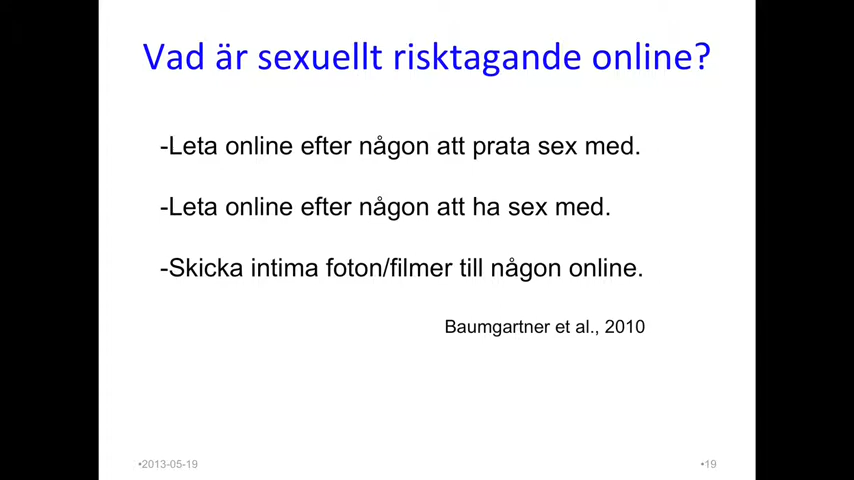 Vad är sexuellt risktagande online?
-Leta online efter någon att prata sex med.
-Leta online efter någon att ha sex med.
-Skicka intima foton/filmer till någon online.
Baumgartner et al., 2010
•2013-05-19
•19